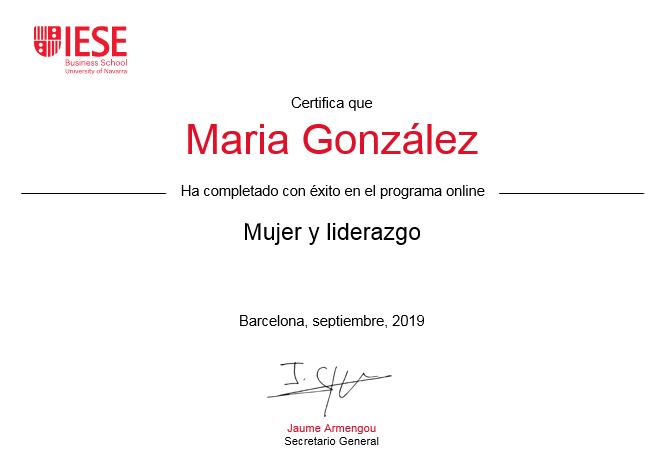 IESE
Business School
University of Navarra
Certifica que
Maria González
Ha completado con éxito en el programa online
Mujer y liderazgo
Barcelona, septiembre, 2019
Jaume Armengou
Secretario General